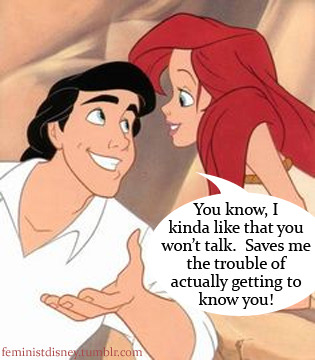 You know, I
kinda like that you
won't talk.  Saves me
the trouble of
actually getting to
know you!
feministdisney.tumblr.com